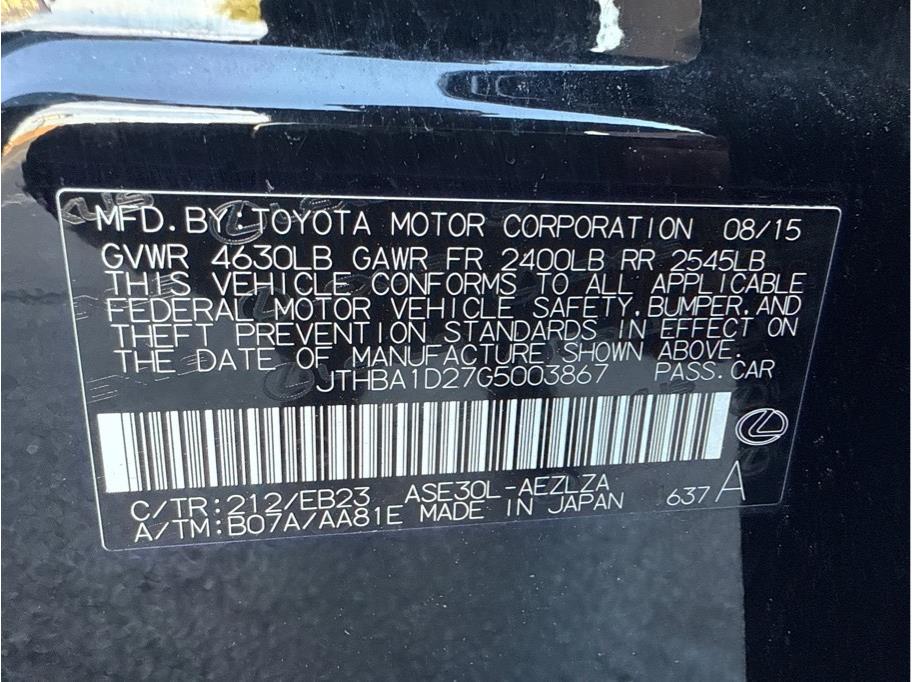 MFD. BY: TOYOTA MOTOR CORPORATION 08/15
GVWR 4630LB GAWR FR 2400LB RR 2545LB
THIS VEHICLE CONFORMS TO ALL APPLICABLE
FEDERAL MOTOR VEHICLE SAFETY, BUMPER, AND
THEFT PREVENTION STANDARDS IN EFFECT ON
THE DATE OF MANUFACTURE SHOWN ABOVE.
JTHBA1D27G5003867 PASS. CAR
C/TR: 212/EB23 ASE30L-AEZLZA
A/TM: B07A/AA81E MADE IN JAPAN 637 A